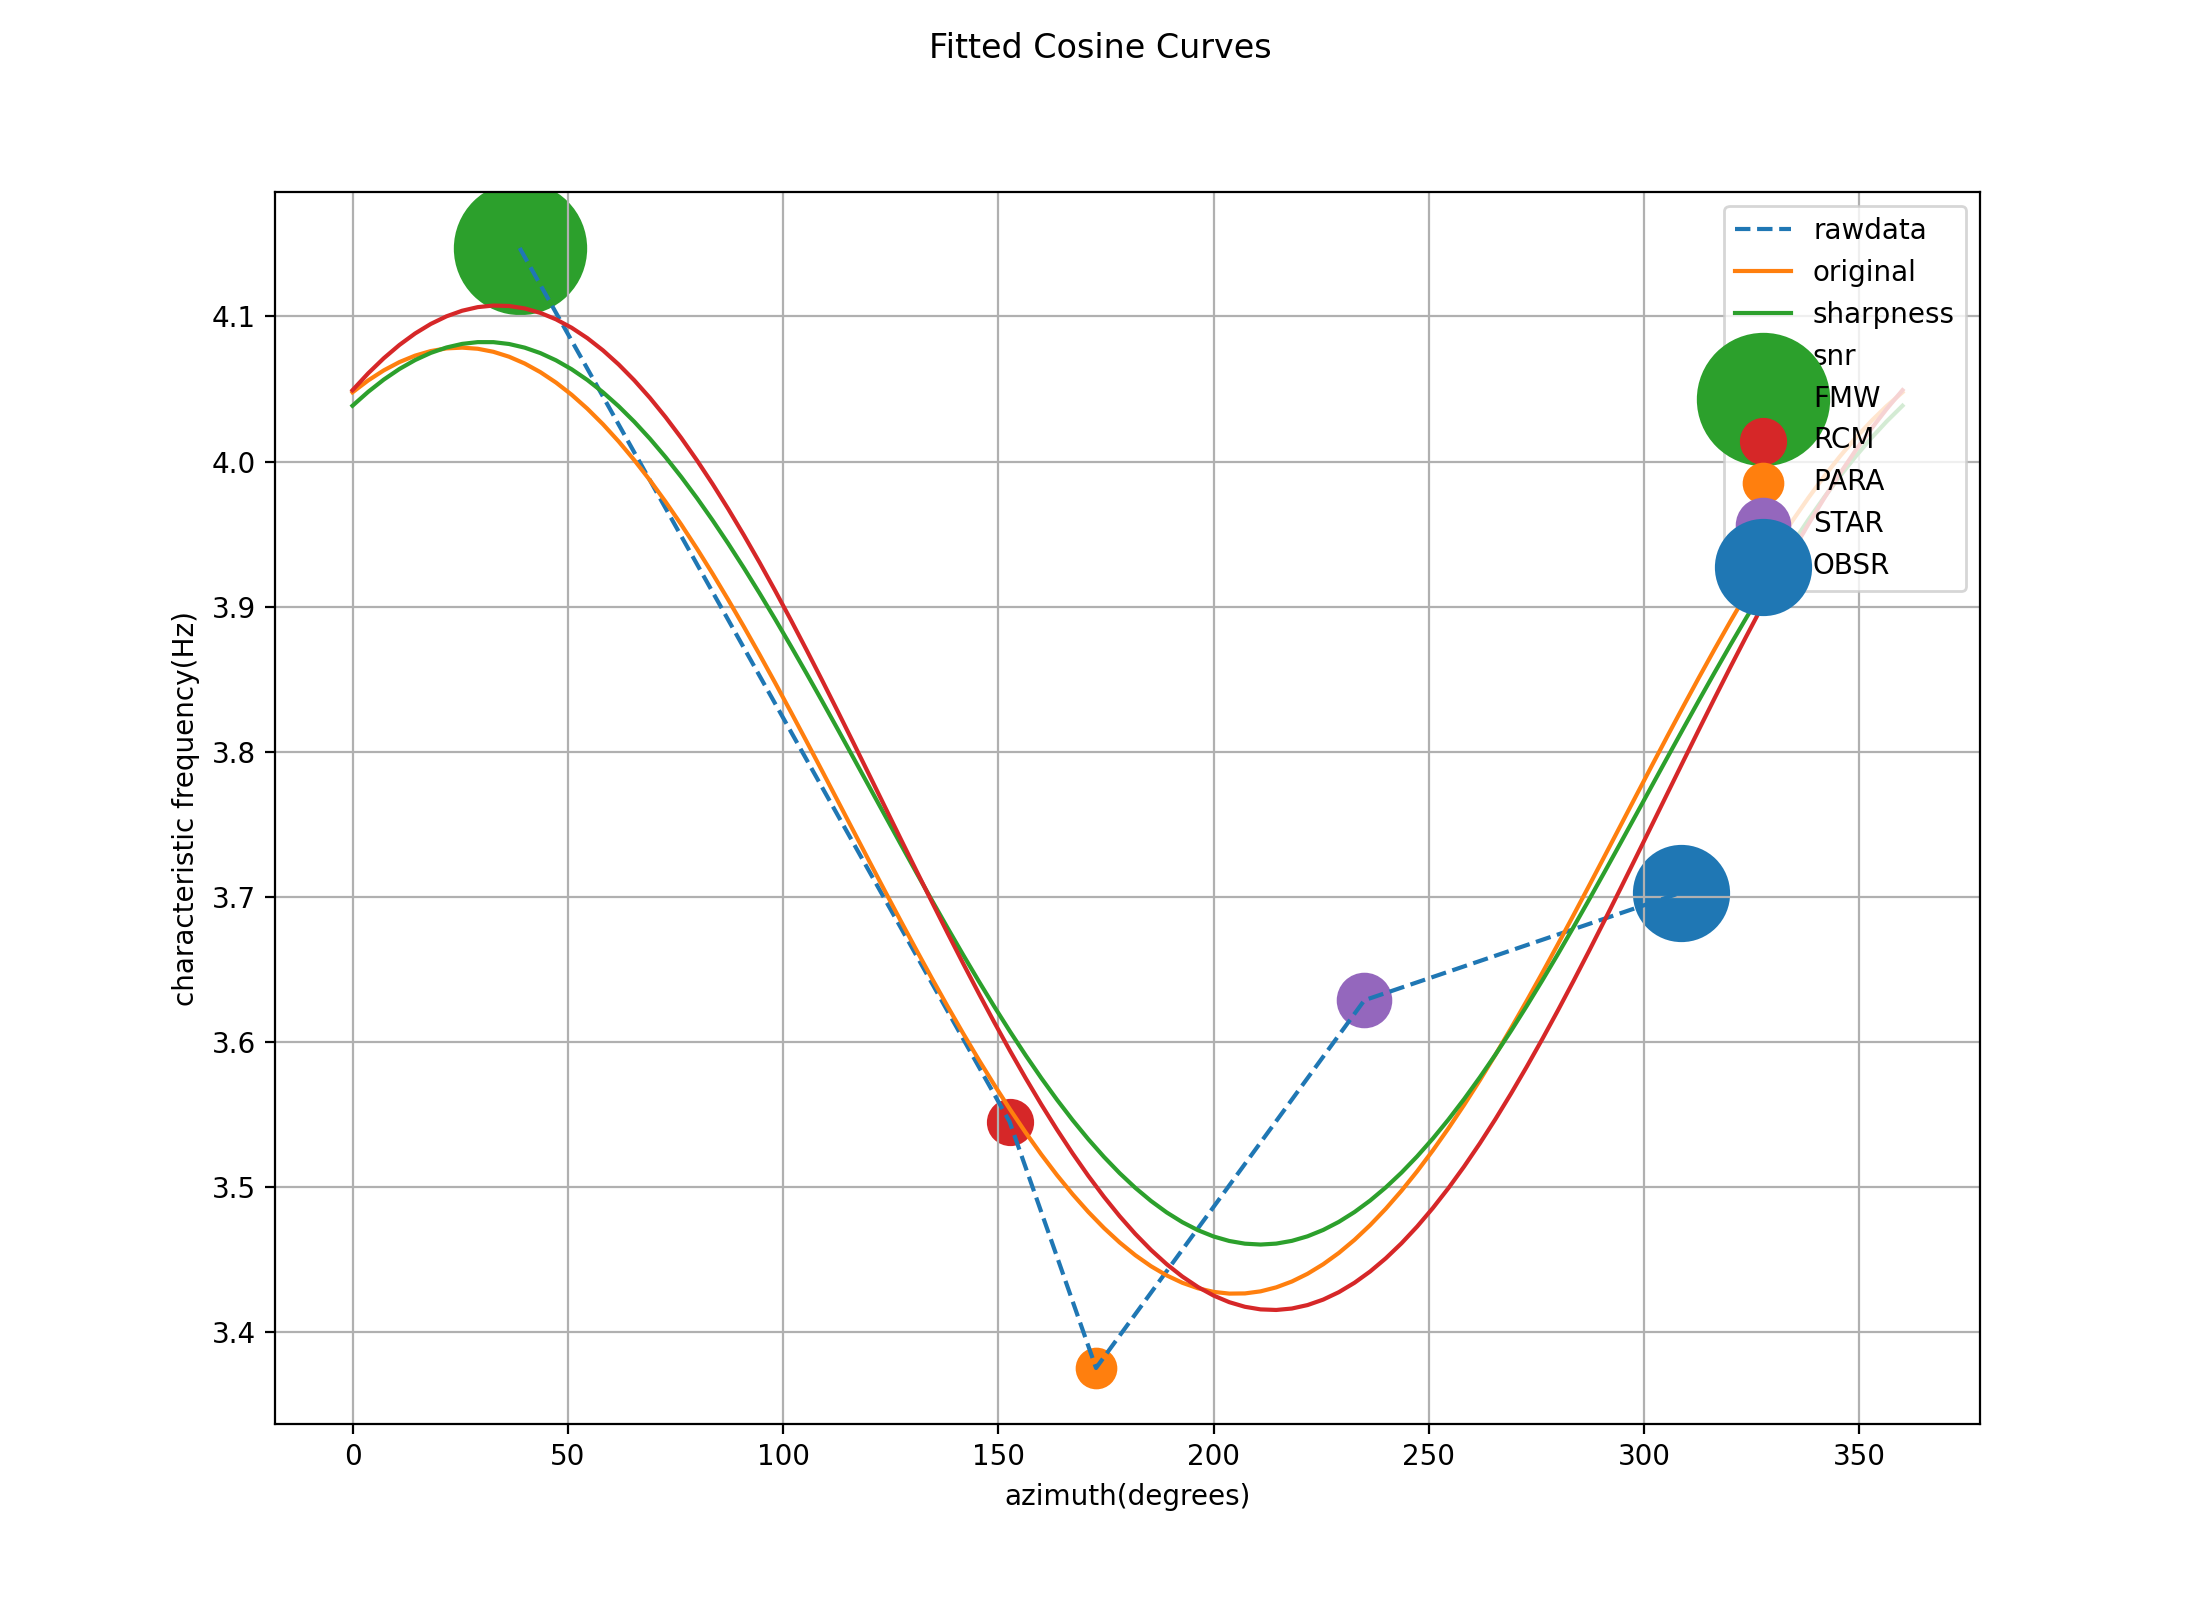 Fitted Cosine Curves
rawdata
original
sharpness
snr
FMW
RCM
PARA
STAR
OBSR
4.1
4.0
3.9
3.8
3.7
3.6
3.5
3.4
characteristic frequency(Hz)
0 50 100 150 200 250 300 350
azimuth(degrees)